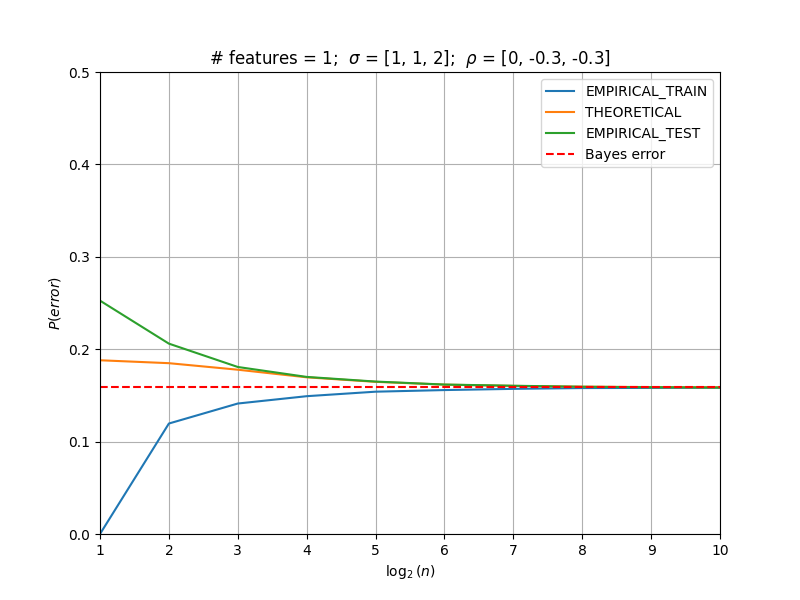 # features = 1;  σ = [1, 1, 2];  ρ = [0, -0.3, -0.3]
EMPIRICAL_TRAIN
THEORETICAL
EMPIRICAL_TEST
Bayes error
P(error)
0.5
0.4
0.3
0.2
0.1
0.0
1 2 3 4 5 6 7 8 9 10
log₂(n)